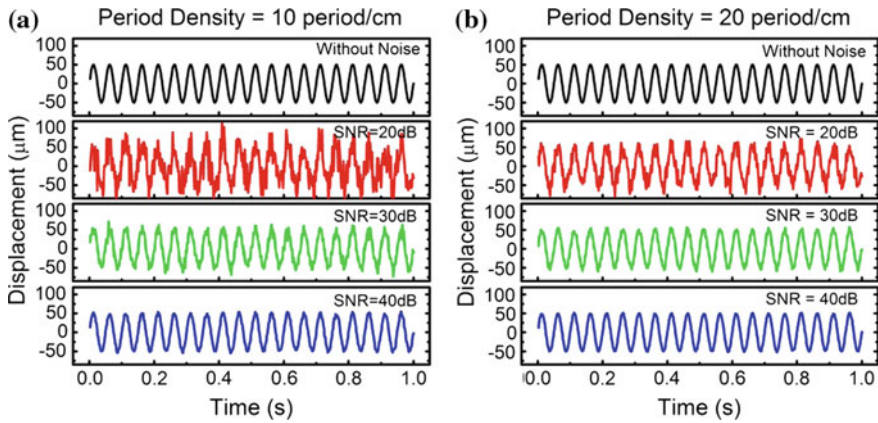 (a) Period Density = 10 period/cm
Displacement (μm)
100
50
0
-50
Without Noise
100
50
0
-50
SNR=20dB
100
50
0
-50
SNR=30dB
100
50
0
-50
SNR=40dB
0.0 0.2 0.4 0.6 0.8 1.0
Time (s)
(b) Period Density = 20 period/cm
Displacement (μm)
100
50
0
-50
Without Noise
100
50
0
-50
SNR = 20dB
100
50
0
-50
SNR = 30dB
100
50
0
-50
SNR = 40dB
0.0 0.2 0.4 0.6 0.8 1.0
Time (s)